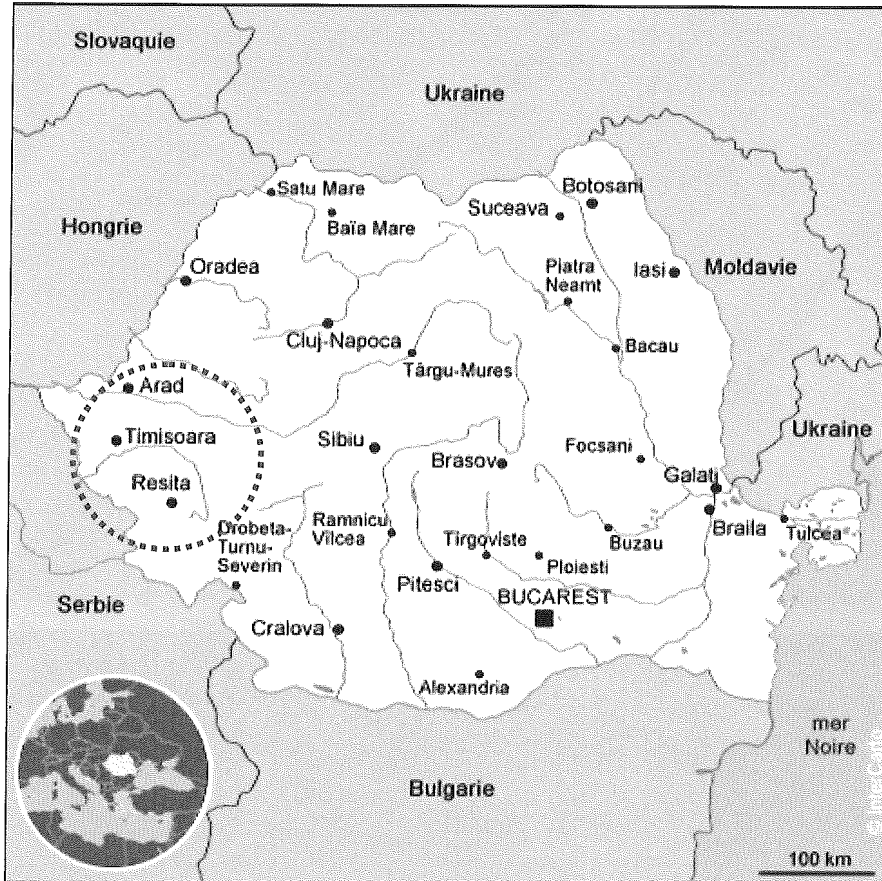 Slovaquie
Ukraine
Satu Mare
Botosani
Suceava
Baïa Mare
Hongrie
Oradea
Piatra
Neamt
Iasi
Moldavie
Cluj-Napoca
Bacau
Târgu-Mures
Arad
Timisoara
Sibiu
Brasov
Focsani
Ukraine
Galati
Resita
Drobeta-
Turnu-
Severin
Ramnicu
Vîlcea
Tirgoviste
Buzau
Braila
Tulcea
Ploiesti
Pitesci
BUCAREST
Serbie
Cralova
Alexandria
mer
Noire
Bulgarie
100 km